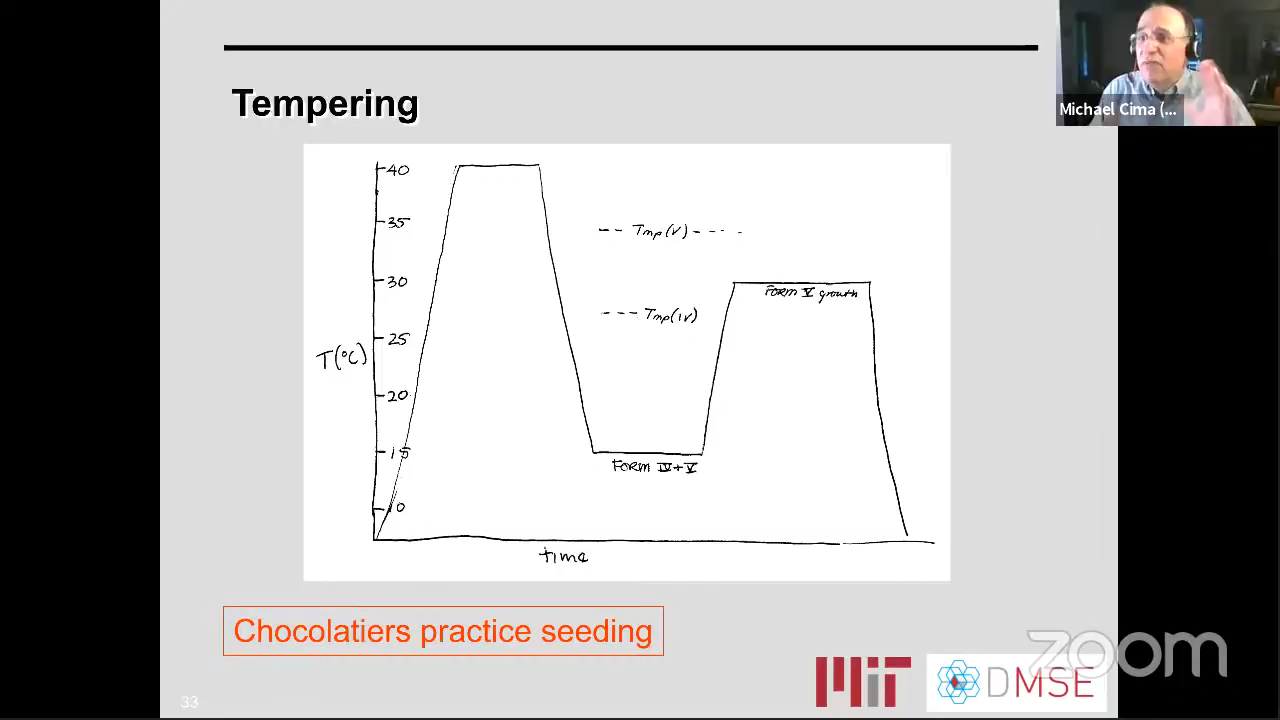 Michael Cima (...
Tempering
40
35
30
25
20
15
10
T(°C)
-- Tmp(V) - - - -
--- Tmp(IV)
FORM V growth
FORM IV + V
time
Chocolatiers practice seeding
33
MIT
DMSE
zoom